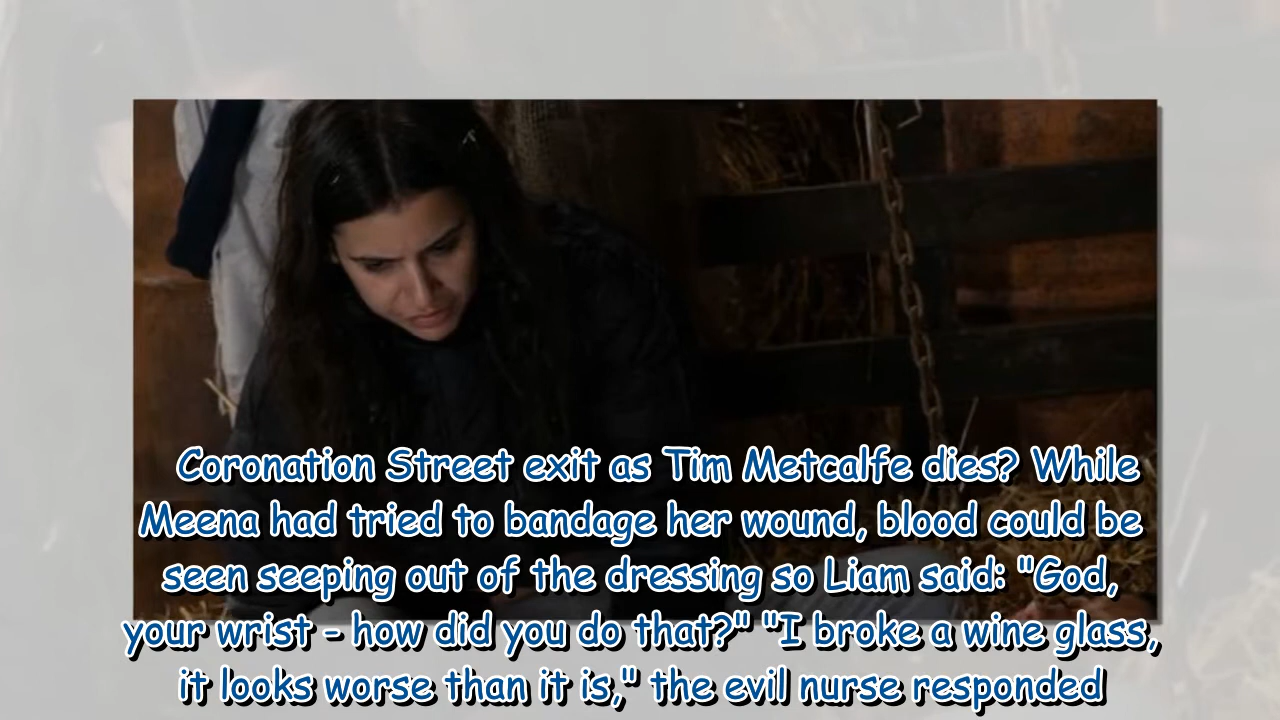 Coronation Street exit as Tim Metcalfe dies? While
Meena had tried to bandage her wound, blood could be
seen seeping out of the dressing so Liam said: "God,
your wrist - how did you do that?" "I broke a wine glass,
it looks worse than it is," the evil nurse responded